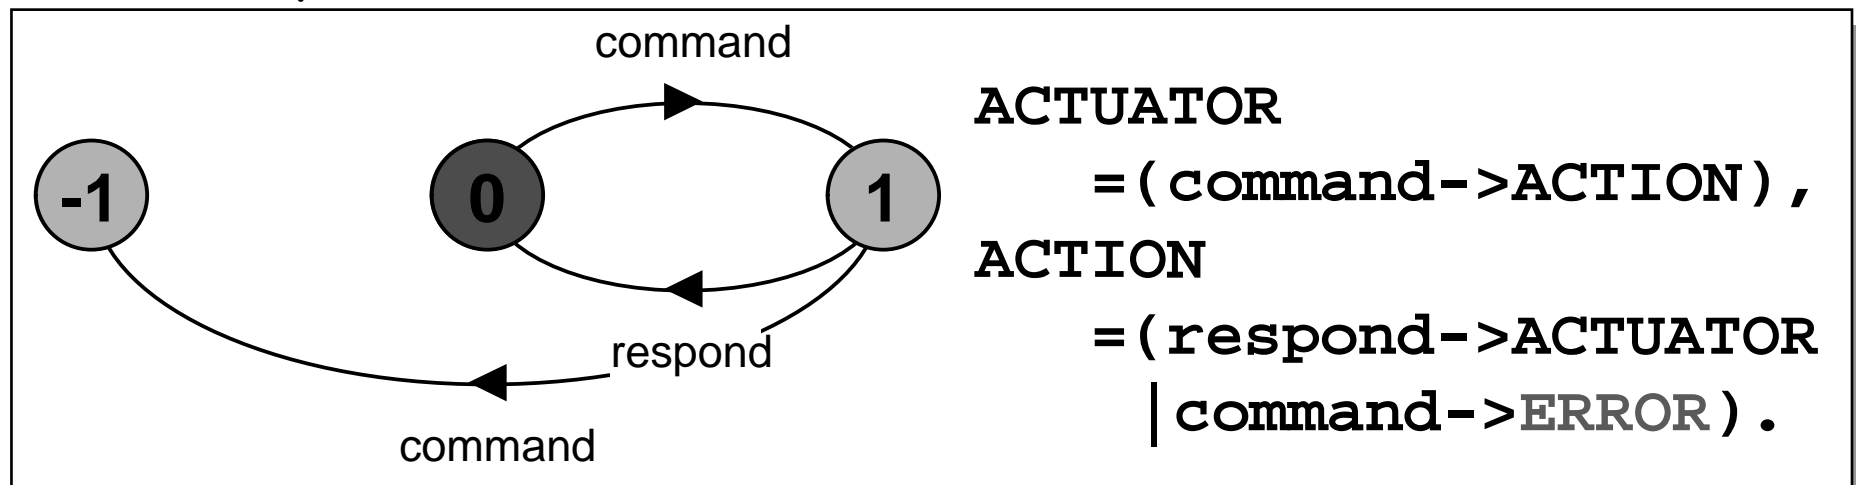 command
-1
0
1
respond
command
ACTUATOR
=(command->ACTION),
ACTION
=(respond->ACTUATOR
|command->ERROR).